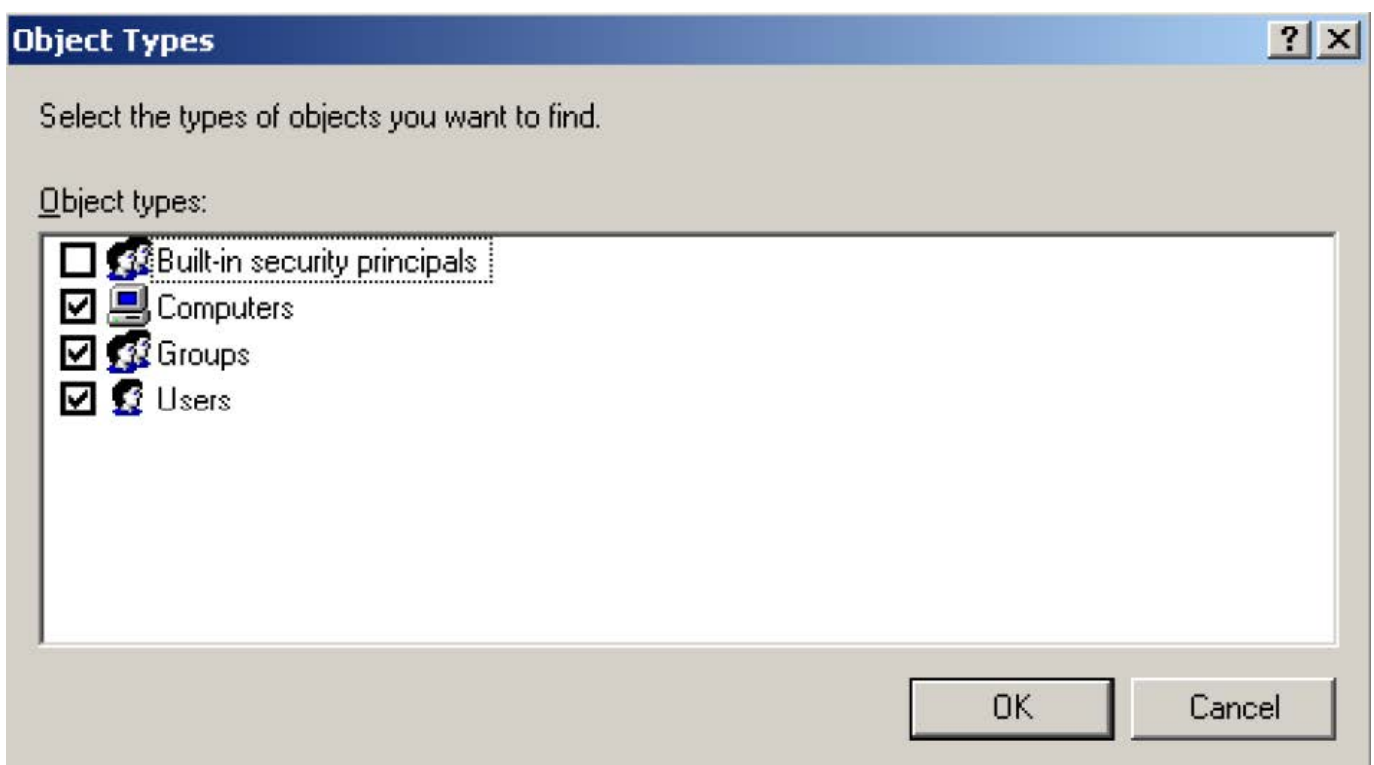 Object Types
Select the types of objects you want to find.
Object types:
Built-in security principals
Computers
Groups
Users
OK Cancel